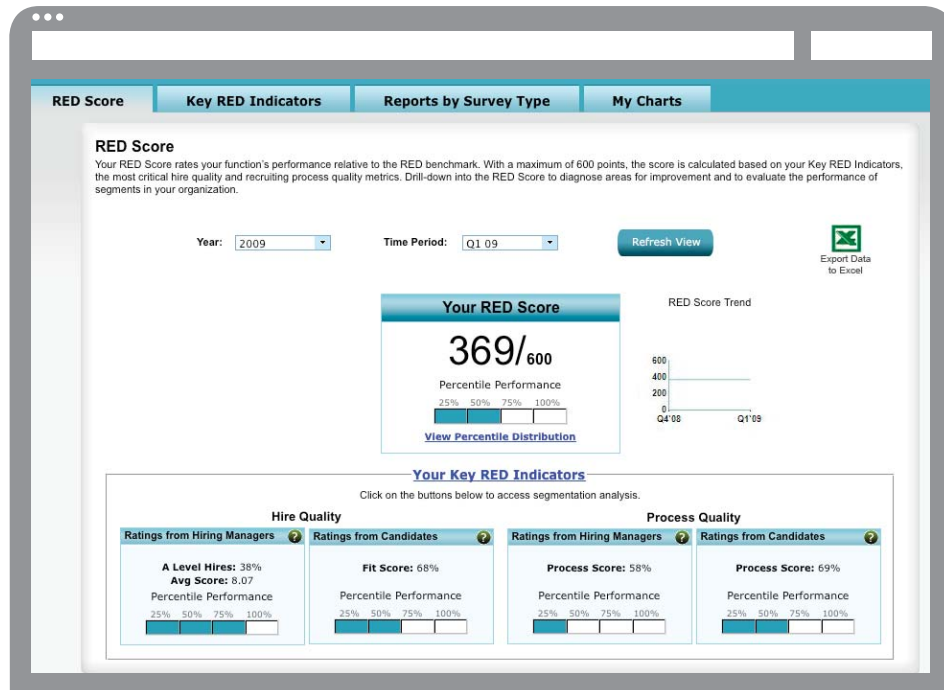 RED Score
Key RED Indicators
Reports by Survey Type
My Charts
RED Score
Your RED Score rates your function's performance relative to the RED benchmark. With a maximum of 600 points, the score is calculated based on your Key RED Indicators,
the most critical hire quality and recruiting process quality metrics. Drill-down into the RED Score to diagnose areas for improvement and to evaluate the performance of
segments in your organization.
Year: 2009
Time Period: Q1 09
Refresh View
Export Data
to Excel
Your RED Score
369/600
Percentile Performance
25% 50% 75% 100%
View Percentile Distribution
RED Score Trend
600
400
200
0
Q4'08 Q1'09
Your Key RED Indicators
Click on the buttons below to access segmentation analysis.
Hire Quality
Ratings from Hiring Managers ?
A Level Hires: 38%
Avg Score: 8.07
Percentile Performance
25% 50% 75% 100%
Ratings from Candidates ?
Fit Score: 68%
Percentile Performance
25% 50% 75% 100%
Process Quality
Ratings from Hiring Managers ?
Process Score: 58%
Percentile Performance
25% 50% 75% 100%
Ratings from Candidates ?
Process Score: 69%
Percentile Performance
25% 50% 75% 100%